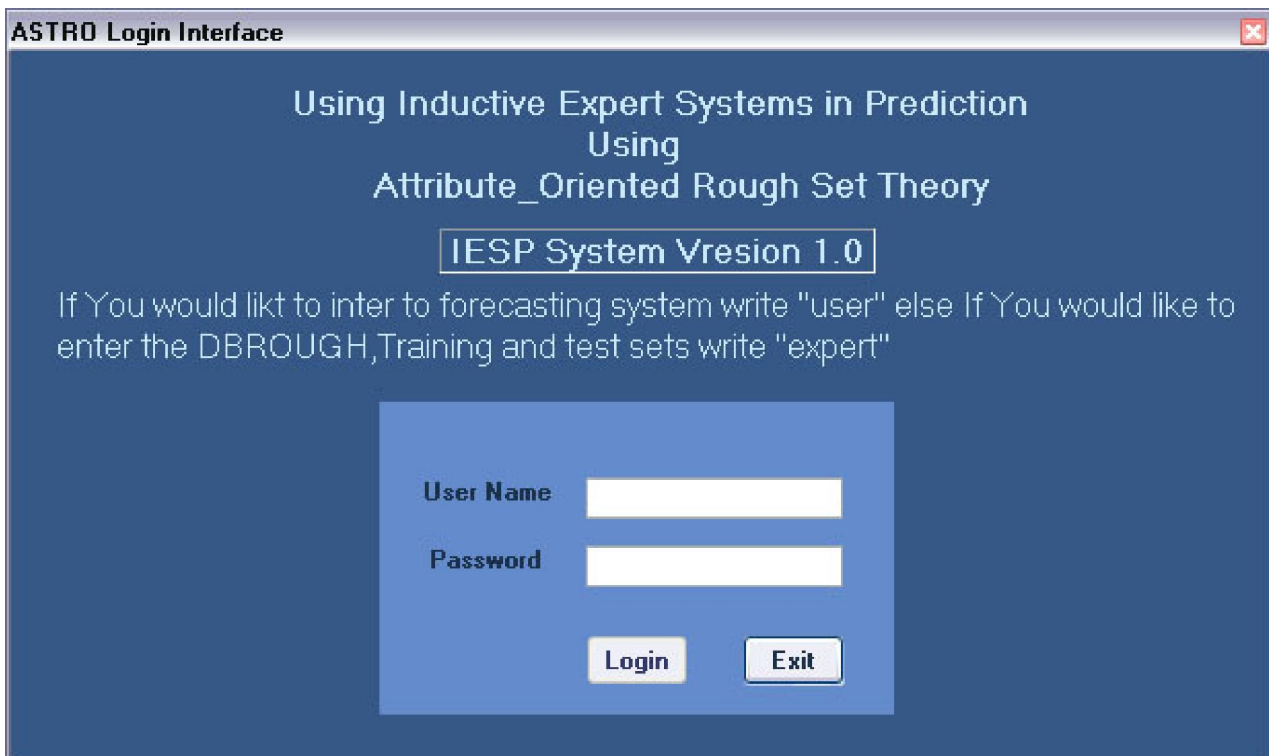 ASTRO Login Interface
Using Inductive Expert Systems in Prediction
Using
Attribute_Oriented Rough Set Theory
IESP System Vresion 1.0
If You would likt to inter to forecasting system write "user" else If You would like to
enter the DBROUGH,Training and test sets write "expert"
User Name
Password
Login Exit